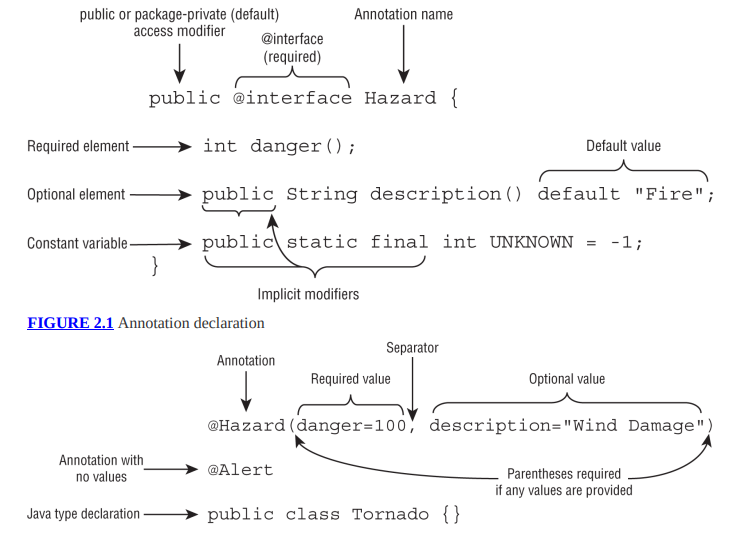 public or package-private (default)
access modifier
@interface
(required)
Annotation name
public @interface Hazard {
Required element
int danger();
Default value
Optional element
public String description() default "Fire";
Constant variable
public static final int UNKNOWN = -1;
}
Implicit modifiers
FIGURE 2.1 Annotation declaration
Separator
Annotation
Required value
Optional value
@Hazard(danger=100, description="Wind Damage")
Annotation with
no values
@Alert
Parentheses required
if any values are provided
Java type declaration
public class Tornado {}